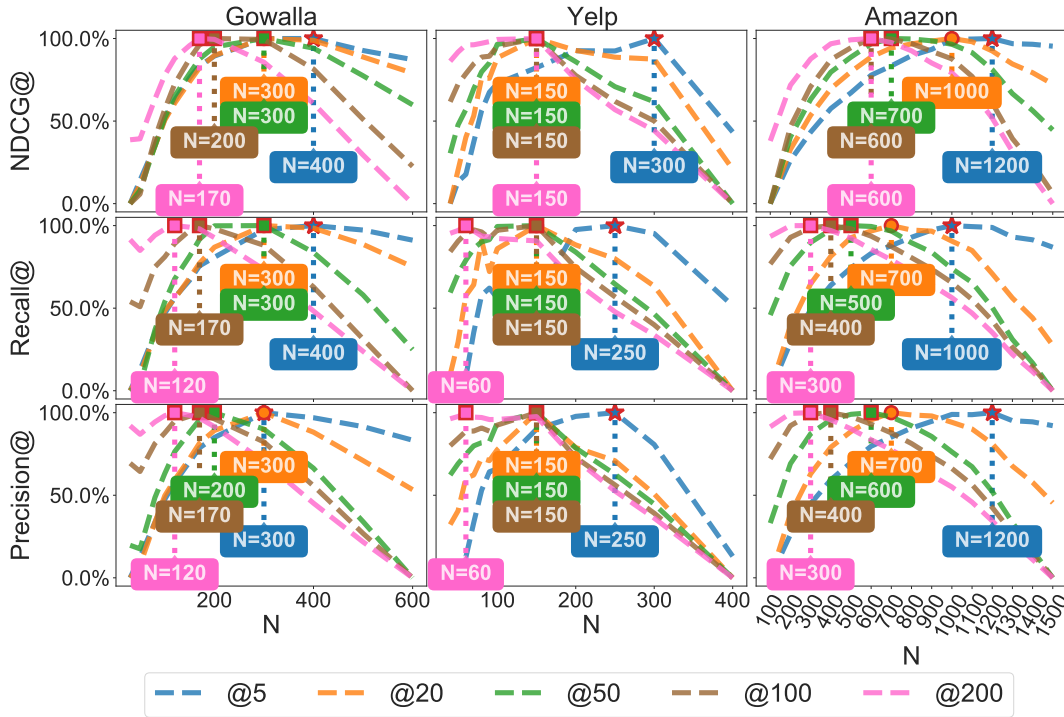 Gowalla Yelp Amazon
NDCG@
100.0%
50.0%
0.0%
N=300
N=300
N=200
N=400
N=170
N=150
N=150
N=150
N=300
N=150
N=1000
N=700
N=600
N=1200
N=600
Recall@
100.0%
50.0%
0.0%
N=300
N=300
N=170
N=400
N=120
N=150
N=150
N=150
N=250
N=60
N=700
N=500
N=400
N=1000
N=300
Precision@
100.0%
50.0%
0.0%
N=300
N=200
N=170
N=300
N=120
N=150
N=150
N=150
N=250
N=60
N=700
N=600
N=400
N=1200
N=300
200 400 600
N
100 200 300 400
N
100 200 300 400 500 600 700 800 900 1000 1100 1200 1300 1400 1500
N
@5 @20 @50 @100 @200